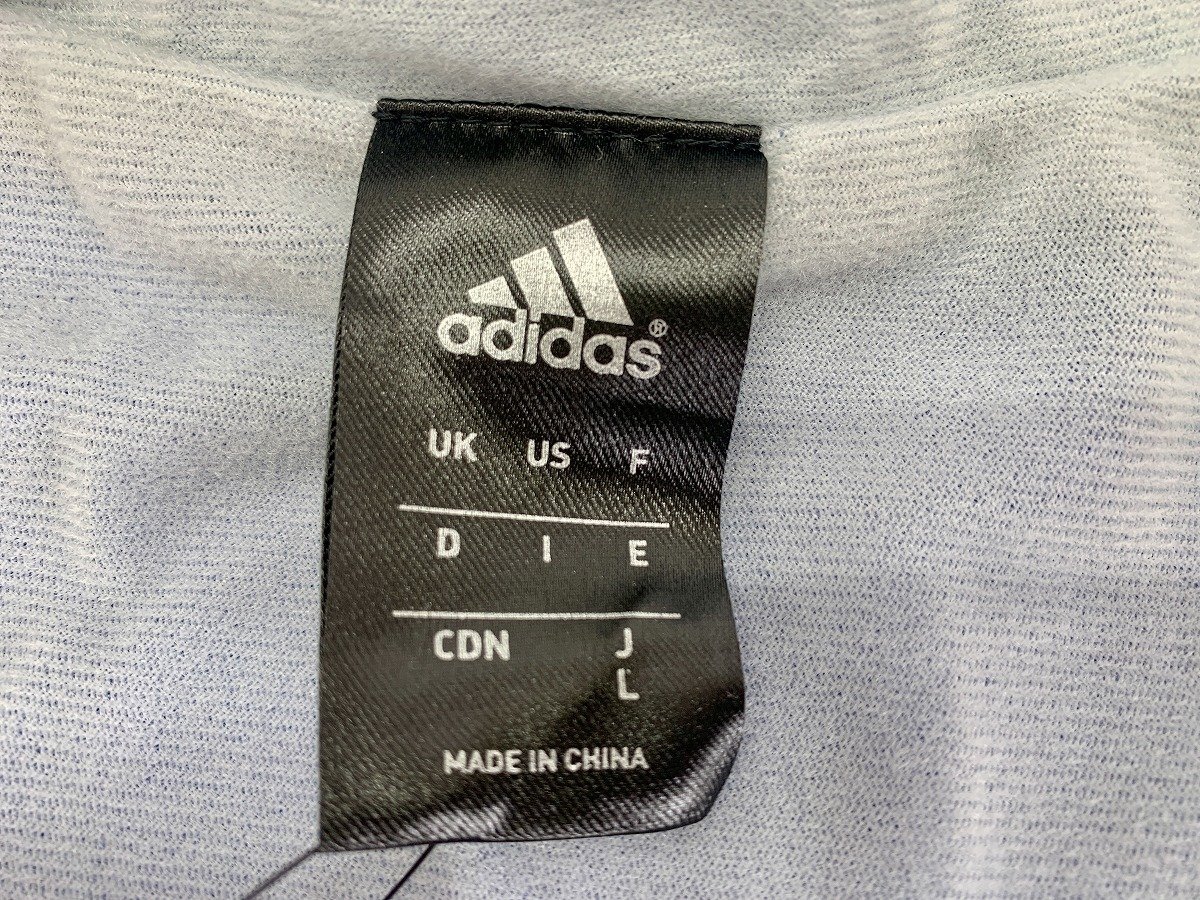 adidas®
UK US F
D I E
CDN J
L
MADE IN CHINA